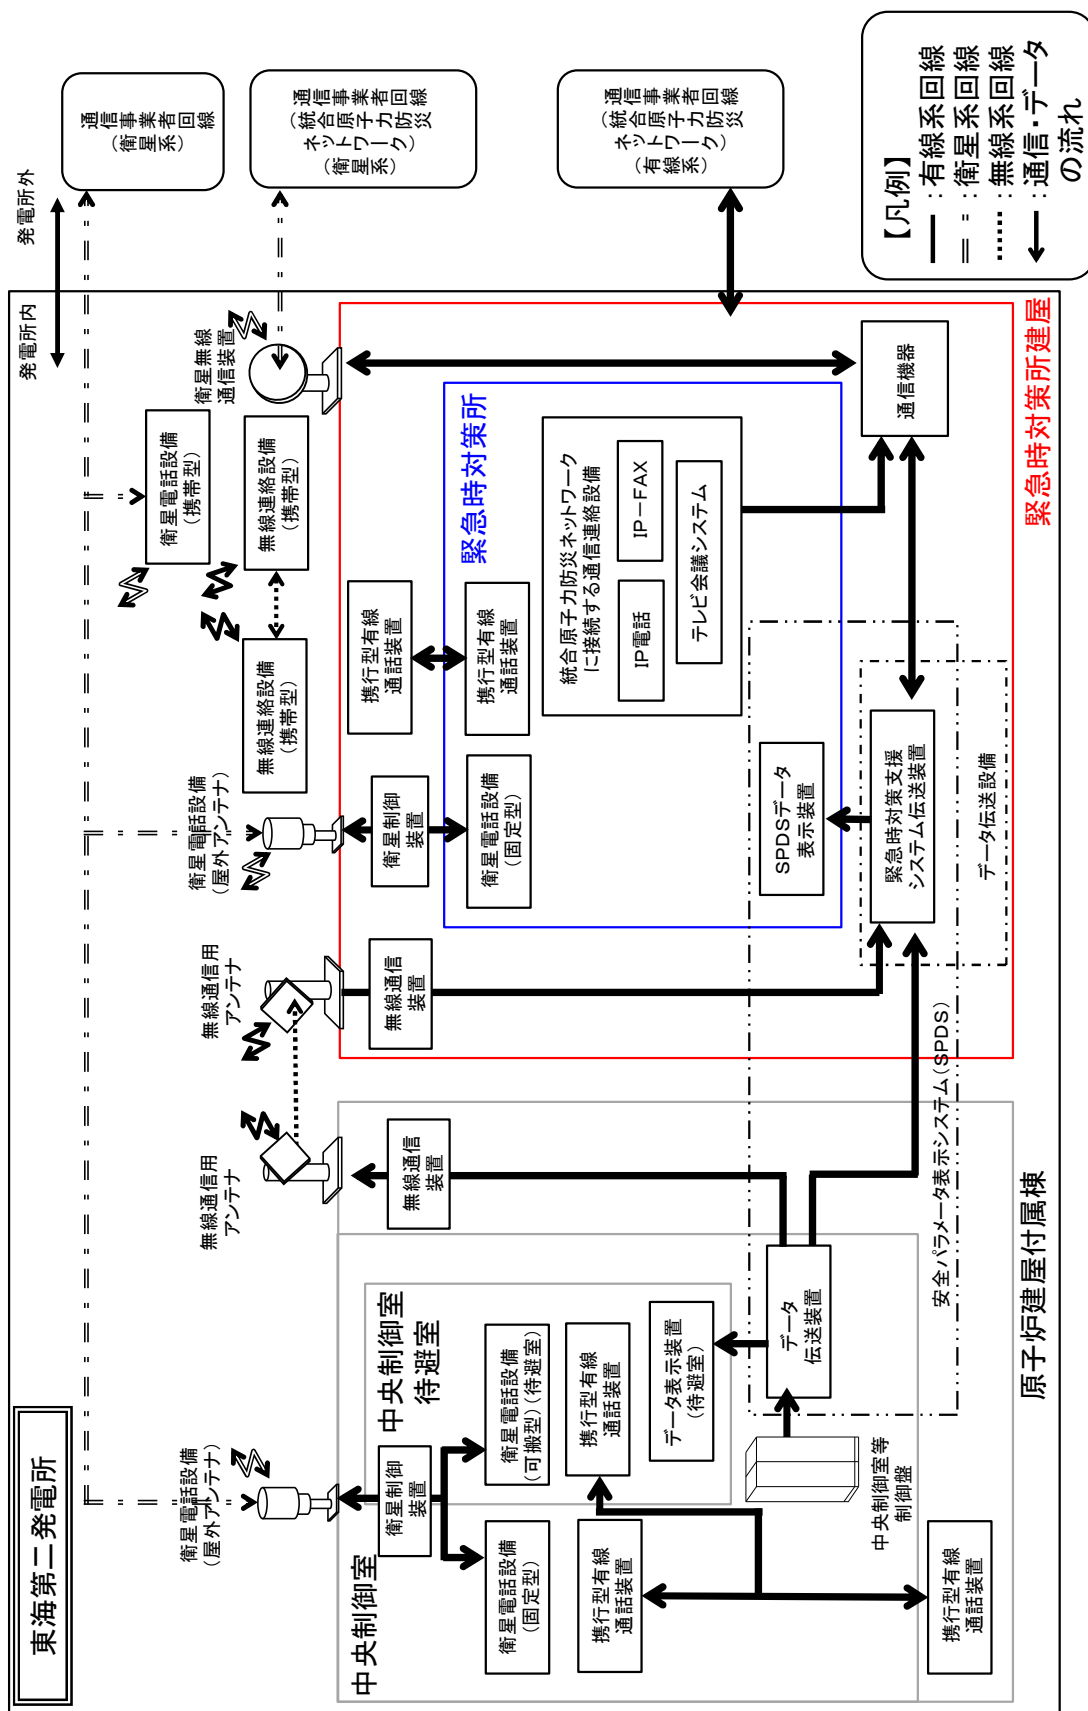 東海第二発電所
発電所内
発電所外
通信事業者回線
(衛星系)
通信事業者回線
(統合原子力防災
ネットワーク)
(衛星系)
通信事業者回線
(統合原子力防災
ネットワーク)
(有線系)
【凡例】
：有線系回線
：衛星系回線
：無線系回線
：通信・データ
の流れ
衛星電話設備
(屋外アンテナ)
無線通信用
アンテナ
無線通信用
アンテナ
衛星電話設備
(屋外アンテナ)
無線連絡設備
(携帯型)
無線連絡設備
(携帯型)
衛星電話設備
(携帯型)
衛星無線
通信装置
中央制御室
中央制御室
待避室
衛星制御
装置
衛星電話設備
(固定型)
衛星電話設備
(可搬型)(待避室)
携行型有線
通話装置
携行型有線
通話装置
携行型有線
通話装置
データ表示装置
(待避室)
中央制御室等
制御盤
データ
伝送装置
無線通信
装置
原子炉建屋付属棟
安全パラメータ表示システム(SPDS)
無線通信
装置
衛星制御
装置
衛星電話設備
(固定型)
携行型有線
通話装置
携行型有線
通話装置
緊急時対策所
統合原子力防災ネットワーク
に接続する通信連絡設備
IP電話
IP－FAX
テレビ会議システム
SPDSデータ
表示装置
緊急時対策支援
システム伝送装置
データ伝送設備
通信機器
緊急時対策所建屋